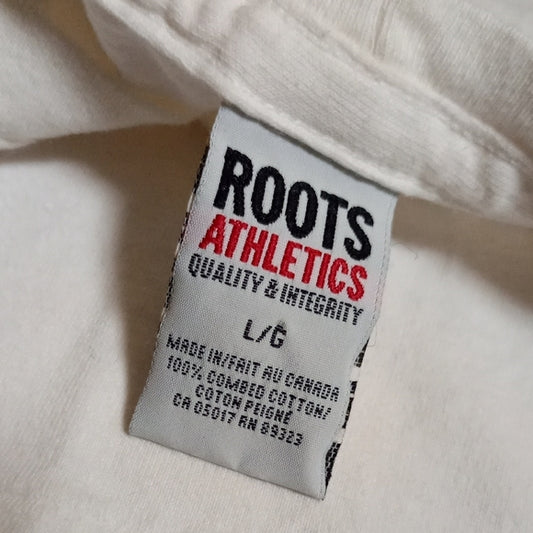 ROOTS
ATHLETICS
QUALITY & INTEGRITY
L/G
MADE IN/FAIT AU CANADA
100% COMBED COTTON/
COTON PEIGNÉ
CA 05017 RN 89323